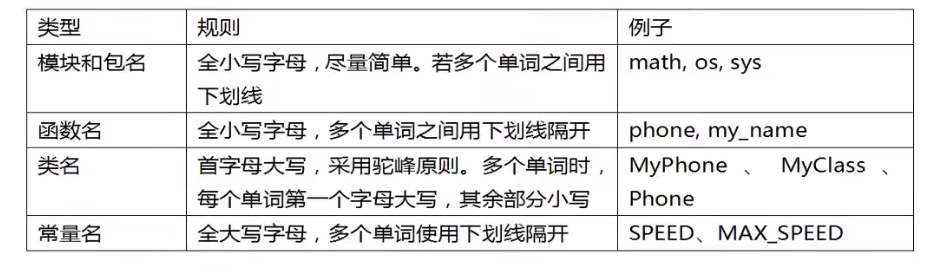 类型 规则 例子
模块和包名 全小写字母，尽量简单。若多个单词之间用 math, os, sys
下划线
函数名 全小写字母，多个单词之间用下划线隔开 phone, my_name
类名 首字母大写，采用驼峰原则。多个单词时， MyPhone 、 MyClass 、
每个单词第一个字母大写，其余部分小写 Phone
常量名 全大写字母，多个单词使用下划线隔开 SPEED、MAX_SPEED